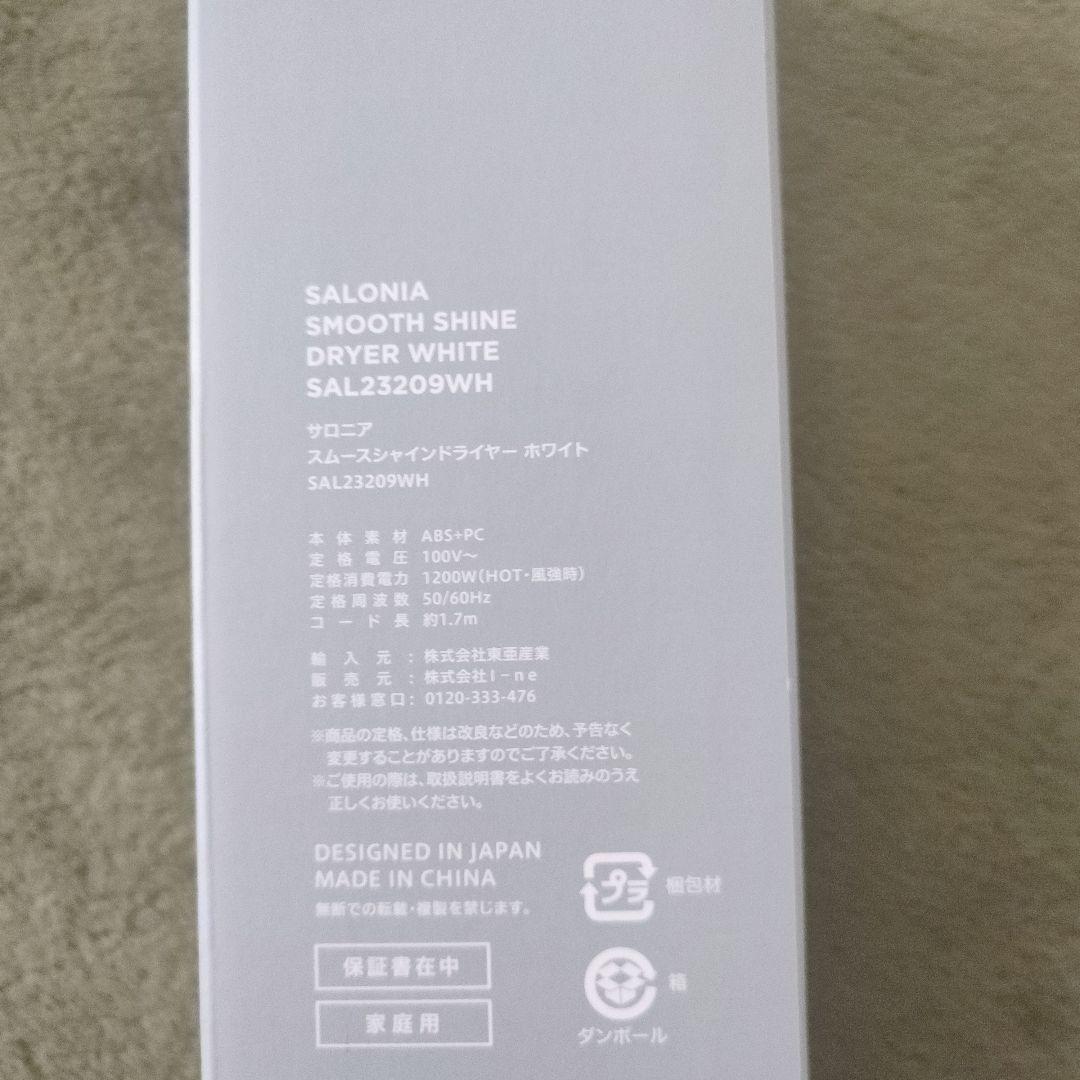 SALONIA
SMOOTH SHINE
DRYER WHITE
SAL23209WH
サロニア
スムースシャインドライヤー ホワイト
SAL23209WH
本体素材 ABS+PC
定格電圧 100V～
定格消費電力 1200W(HOT・風強時)
定格周波数 50/60Hz
コード長 約1.7m
輸入元：株式会社東亜産業
販売元：株式会社I-ne
お客様窓口：0120-333-476
※商品の定格、仕様は改良などのため、予告なく
変更することがありますのでご了承ください。
※ご使用の際は、取扱説明書をよくお読みのうえ
正しくお使いください。
DESIGNED IN JAPAN
MADE IN CHINA
無断での転載・複製を禁じます。
プラ 梱包材
保証書在中
箱
家庭用
ダンボール